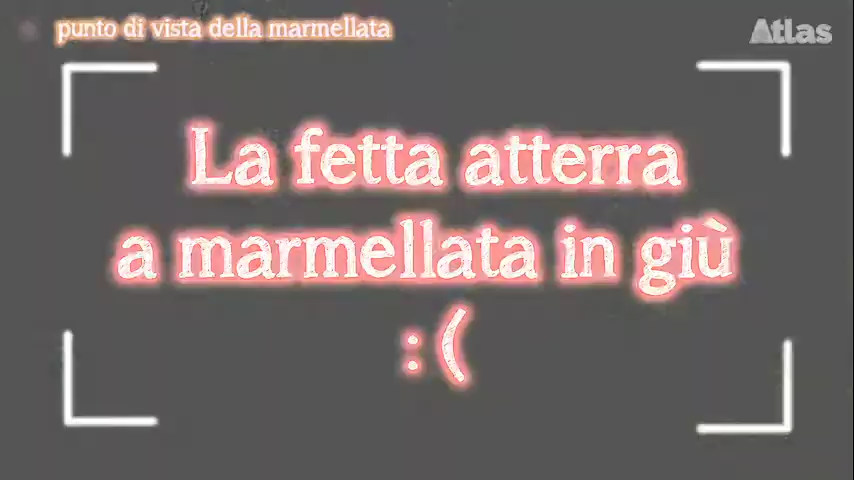 punto di vista della marmellata
Atlas
La fetta atterra
a marmellata in giù
:(